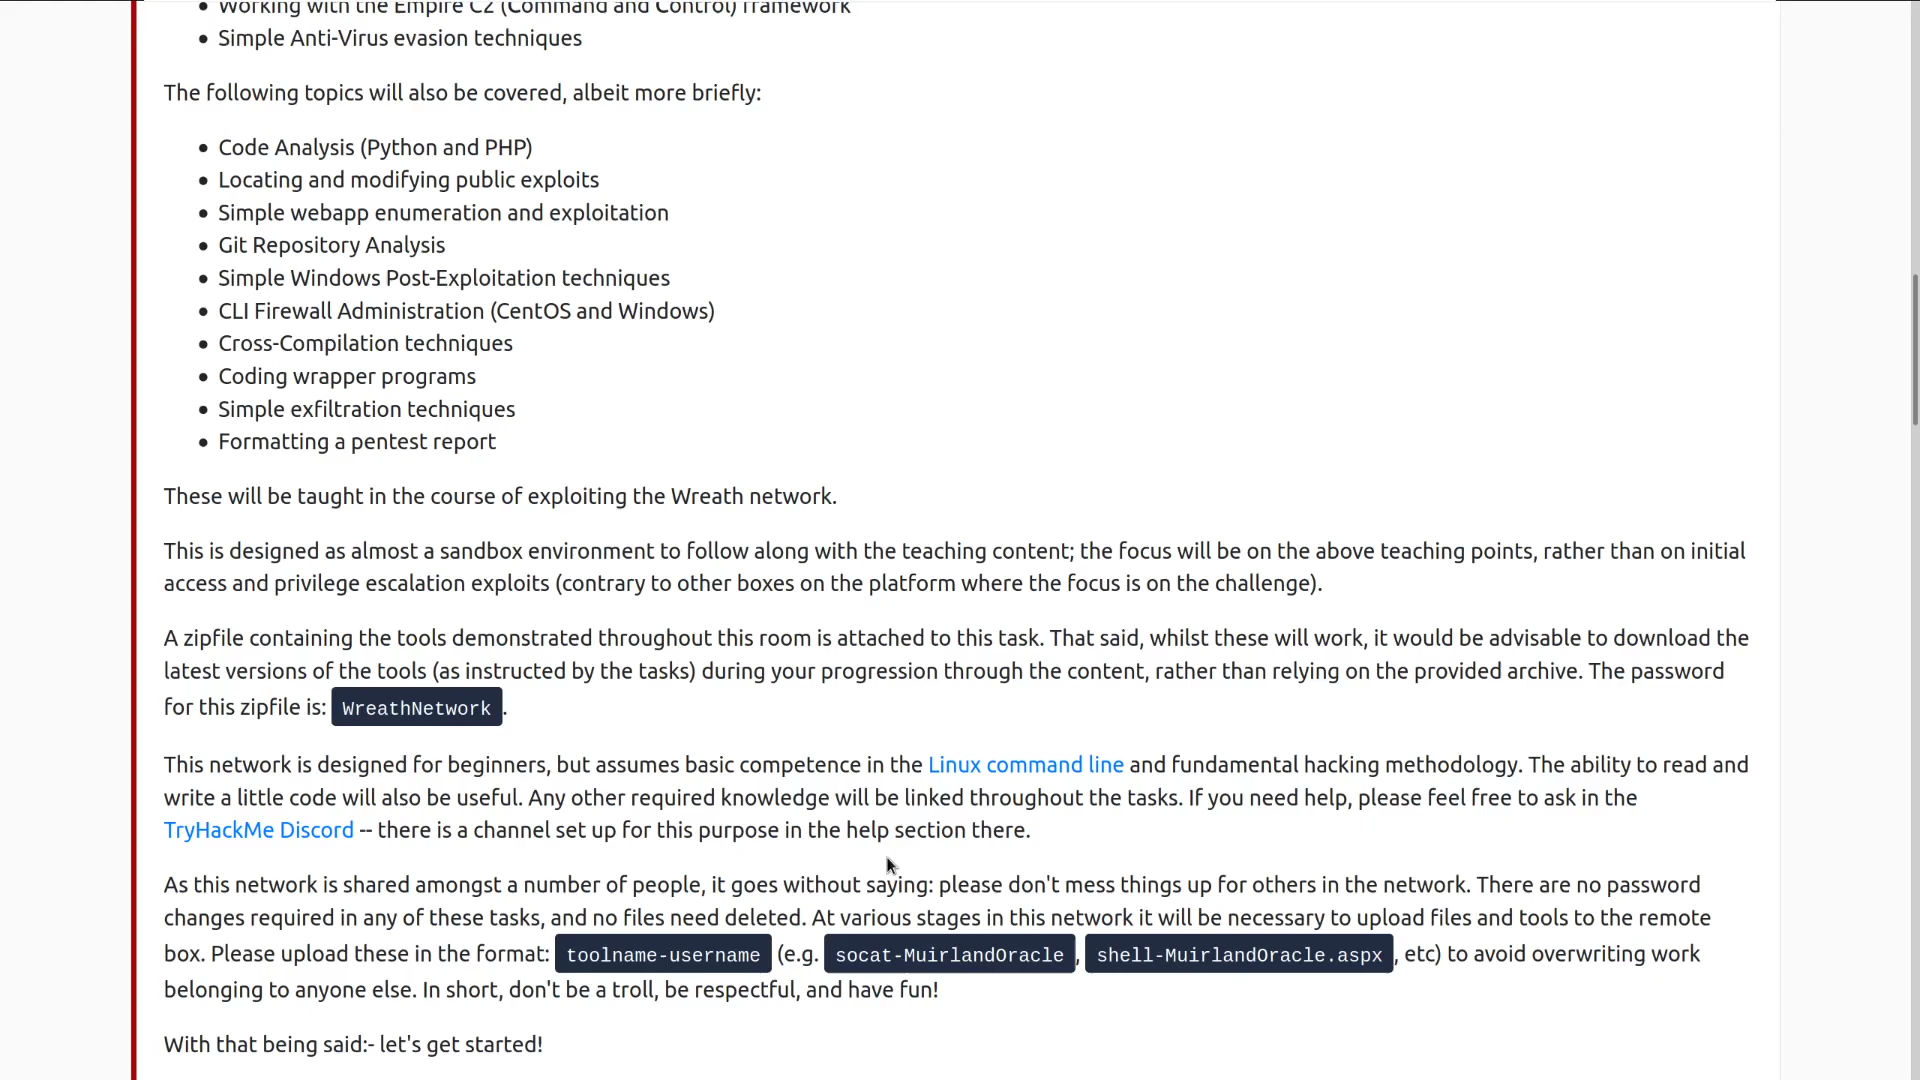 Working with the Empire C2 (Command and Control) framework
Simple Anti-Virus evasion techniques
The following topics will also be covered, albeit more briefly:
Code Analysis (Python and PHP)
Locating and modifying public exploits
Simple webapp enumeration and exploitation
Git Repository Analysis
Simple Windows Post-Exploitation techniques
CLI Firewall Administration (CentOS and Windows)
Cross-Compilation techniques
Coding wrapper programs
Simple exfiltration techniques
Formatting a pentest report
These will be taught in the course of exploiting the Wreath network.
This is designed as almost a sandbox environment to follow along with the teaching content; the focus will be on the above teaching points, rather than on initial
access and privilege escalation exploits (contrary to other boxes on the platform where the focus is on the challenge).
A zipfile containing the tools demonstrated throughout this room is attached to this task. That said, whilst these will work, it would be advisable to download the
latest versions of the tools (as instructed by the tasks) during your progression through the content, rather than relying on the provided archive. The password
for this zipfile is: WreathNetwork.
This network is designed for beginners, but assumes basic competence in the Linux command line and fundamental hacking methodology. The ability to read and
write a little code will also be useful. Any other required knowledge will be linked throughout the tasks. If you need help, please feel free to ask in the
TryHackMe Discord -- there is a channel set up for this purpose in the help section there.
As this network is shared amongst a number of people, it goes without saying: please don't mess things up for others in the network. There are no password
changes required in any of these tasks, and no files need deleted. At various stages in this network it will be necessary to upload files and tools to the remote
box. Please upload these in the format: toolname-username (e.g. socat-MuirlandOracle, shell-MuirlandOracle.aspx, etc) to avoid overwriting work
belonging to anyone else. In short, don't be a troll, be respectful, and have fun!
With that being said:- let's get started!